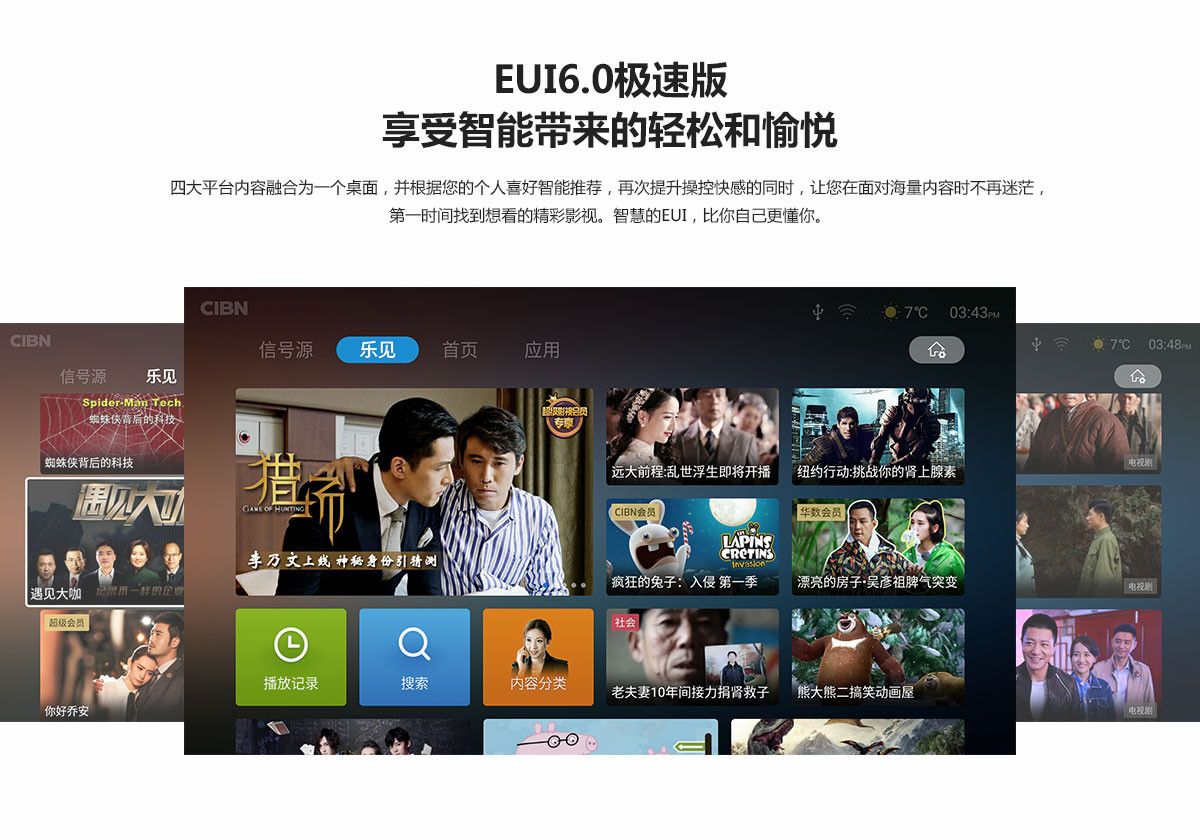 EUI6.0极速版
享受智能带来的轻松和愉悦
四大平台内容融合为一个桌面，并根据您的个人喜好智能推荐，再次提升操控快感的同时，让您在面对海量内容时不再迷茫，
第一时间找到想看的精彩影视。智慧的EUI，比你自己更懂你。
CIBN
信号源
乐见
Spider-Man Tech
蜘蛛侠背后的科技
蜘蛛侠背后的科技
遇见大咖
遇见大咖
记录不一样的企业
超级会员
你好乔安
CIBN
7℃
03:43PM
信号源
乐见
首页
应用
超级影视会员
专享
猎场
GAME OF HUNTING
李乃文上线 神秘身份引猜测
远大前程:乱世浮生即将开播
纽约行动:挑战你的肾上腺素
CIBN会员
THE LAPINS CRETINS
Invasion
疯狂的兔子：入侵 第一季
华数会员
漂亮的房子·吴彦祖脾气突变
播放记录
搜索
内容分类
社会
老夫妻10年间接力捐肾救子
熊大熊二搞笑动画屋
7℃
03:48PM
电视剧
电视剧
电视剧